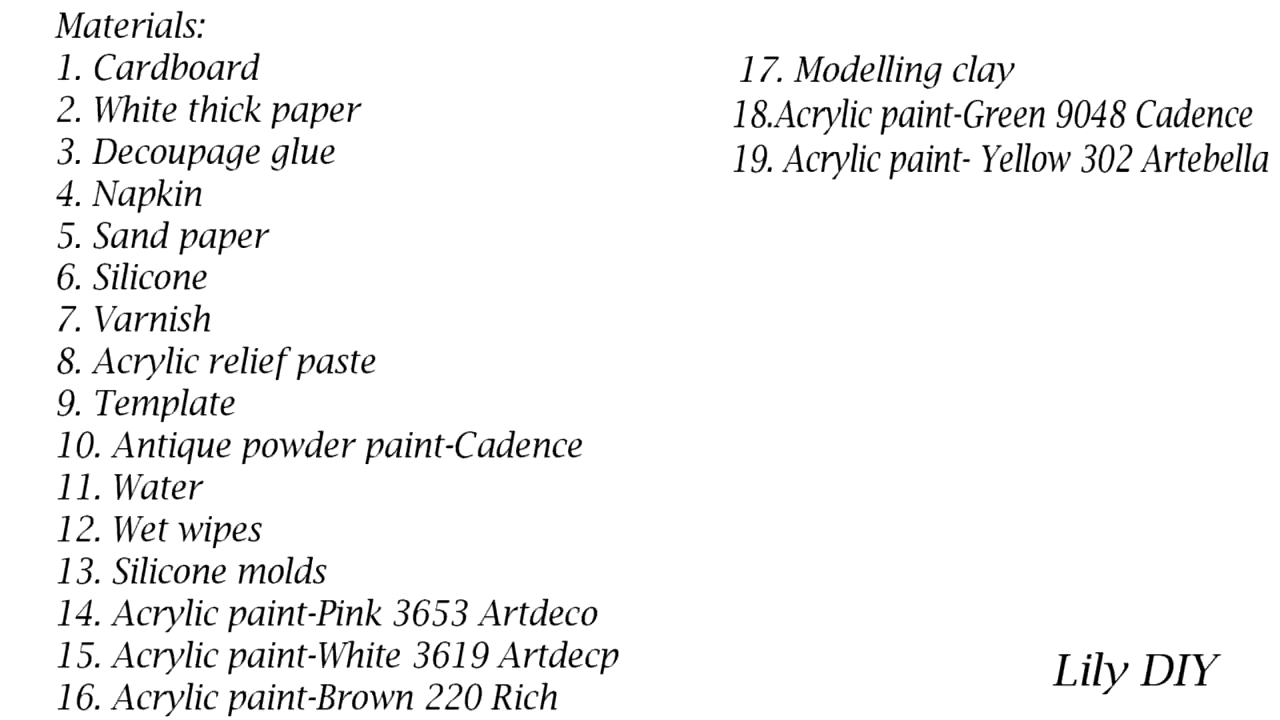 Materials:
1. Cardboard
2. White thick paper
3. Decoupage glue
4. Napkin
5. Sand paper
6. Silicone
7. Varnish
8. Acrylic relief paste
9. Template
10. Antique powder paint-Cadence
11. Water
12. Wet wipes
13. Silicone molds
14. Acrylic paint-Pink 3653 Artdeco
15. Acrylic paint-White 3619 Artdecp
16. Acrylic paint-Brown 220 Rich
17. Modelling clay
18.Acrylic paint-Green 9048 Cadence
19. Acrylic paint- Yellow 302 Artebella
Lily DIY